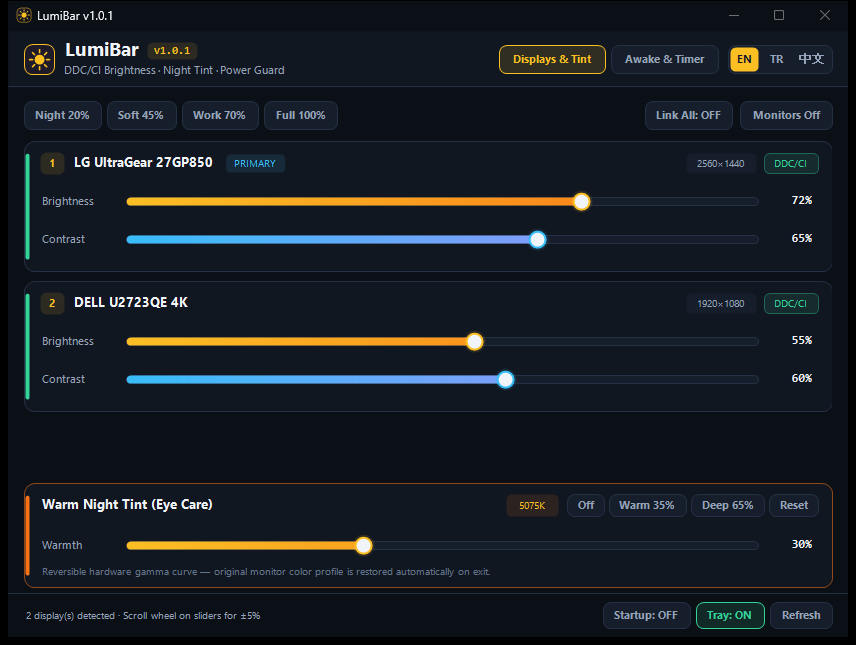 LumiBar v1.0.1
LumiBar v1.0.1
DDC/CI Brightness · Night Tint · Power Guard
Displays & Tint Awake & Timer EN TR 中文
Night 20% Soft 45% Work 70% Full 100% Link All: OFF Monitors Off
1 LG UltraGear 27GP850 PRIMARY 2560×1440 DDC/CI
Brightness 72%
Contrast 65%
2 DELL U2723QE 4K 1920×1080 DDC/CI
Brightness 55%
Contrast 60%
Warm Night Tint (Eye Care) 5075K Off Warm 35% Deep 65% Reset
Warmth 30%
Reversible hardware gamma curve — original monitor color profile is restored automatically on exit.
2 display(s) detected · Scroll wheel on sliders for ±5% Startup: OFF Tray: ON Refresh